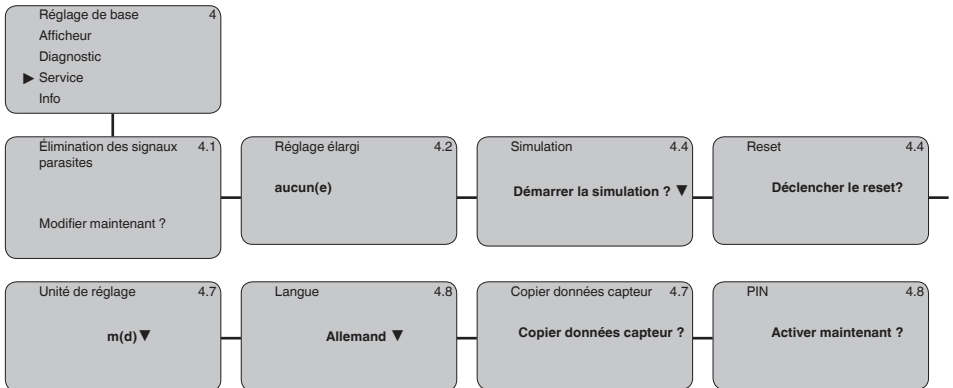 Réglage de base 4
Afficheur
Diagnostic
▶ Service
Info
Élimination des signaux 4.1
parasites
Modifier maintenant ?
Réglage élargi 4.2
aucun(e)
Simulation 4.4
Démarrer la simulation ? ▼
Reset 4.4
Déclencher le reset?
Unité de réglage 4.7
m(d) ▼
Langue 4.8
Allemand ▼
Copier données capteur 4.7
Copier données capteur ?
PIN 4.8
Activer maintenant ?